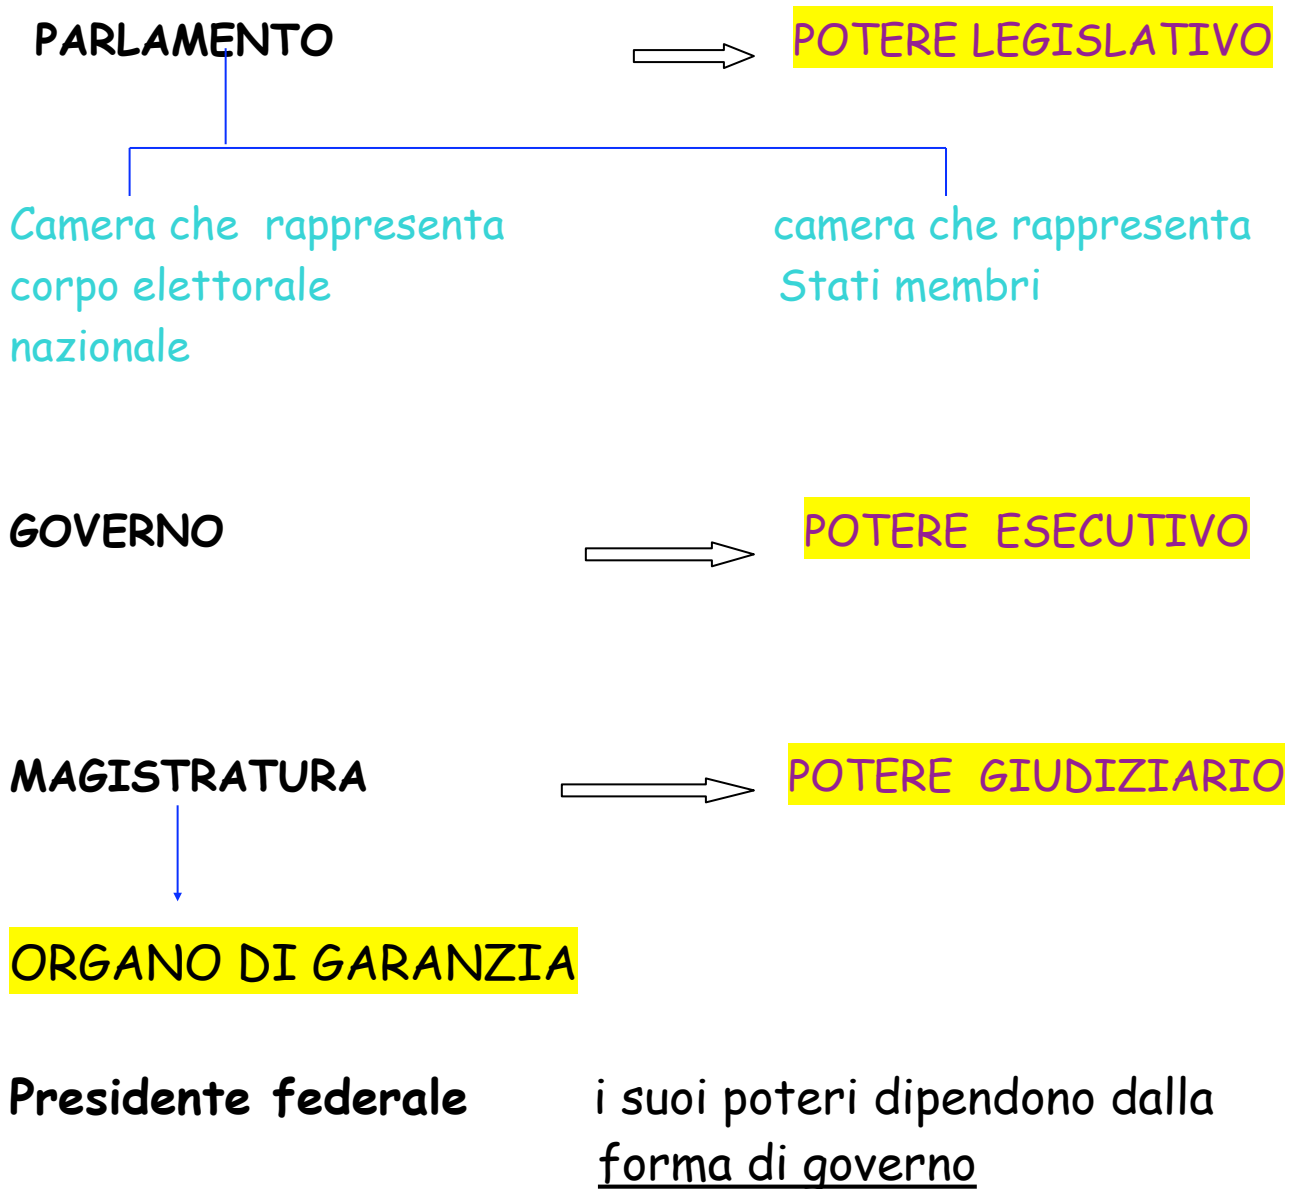 PARLAMENTO POTERE LEGISLATIVO
Camera che rappresenta
corpo elettorale
nazionale
camera che rappresenta
Stati membri
GOVERNO POTERE ESECUTIVO
MAGISTRATURA POTERE GIUDIZIARIO
ORGANO DI GARANZIA
Presidente federale i suoi poteri dipendono dalla
forma di governo